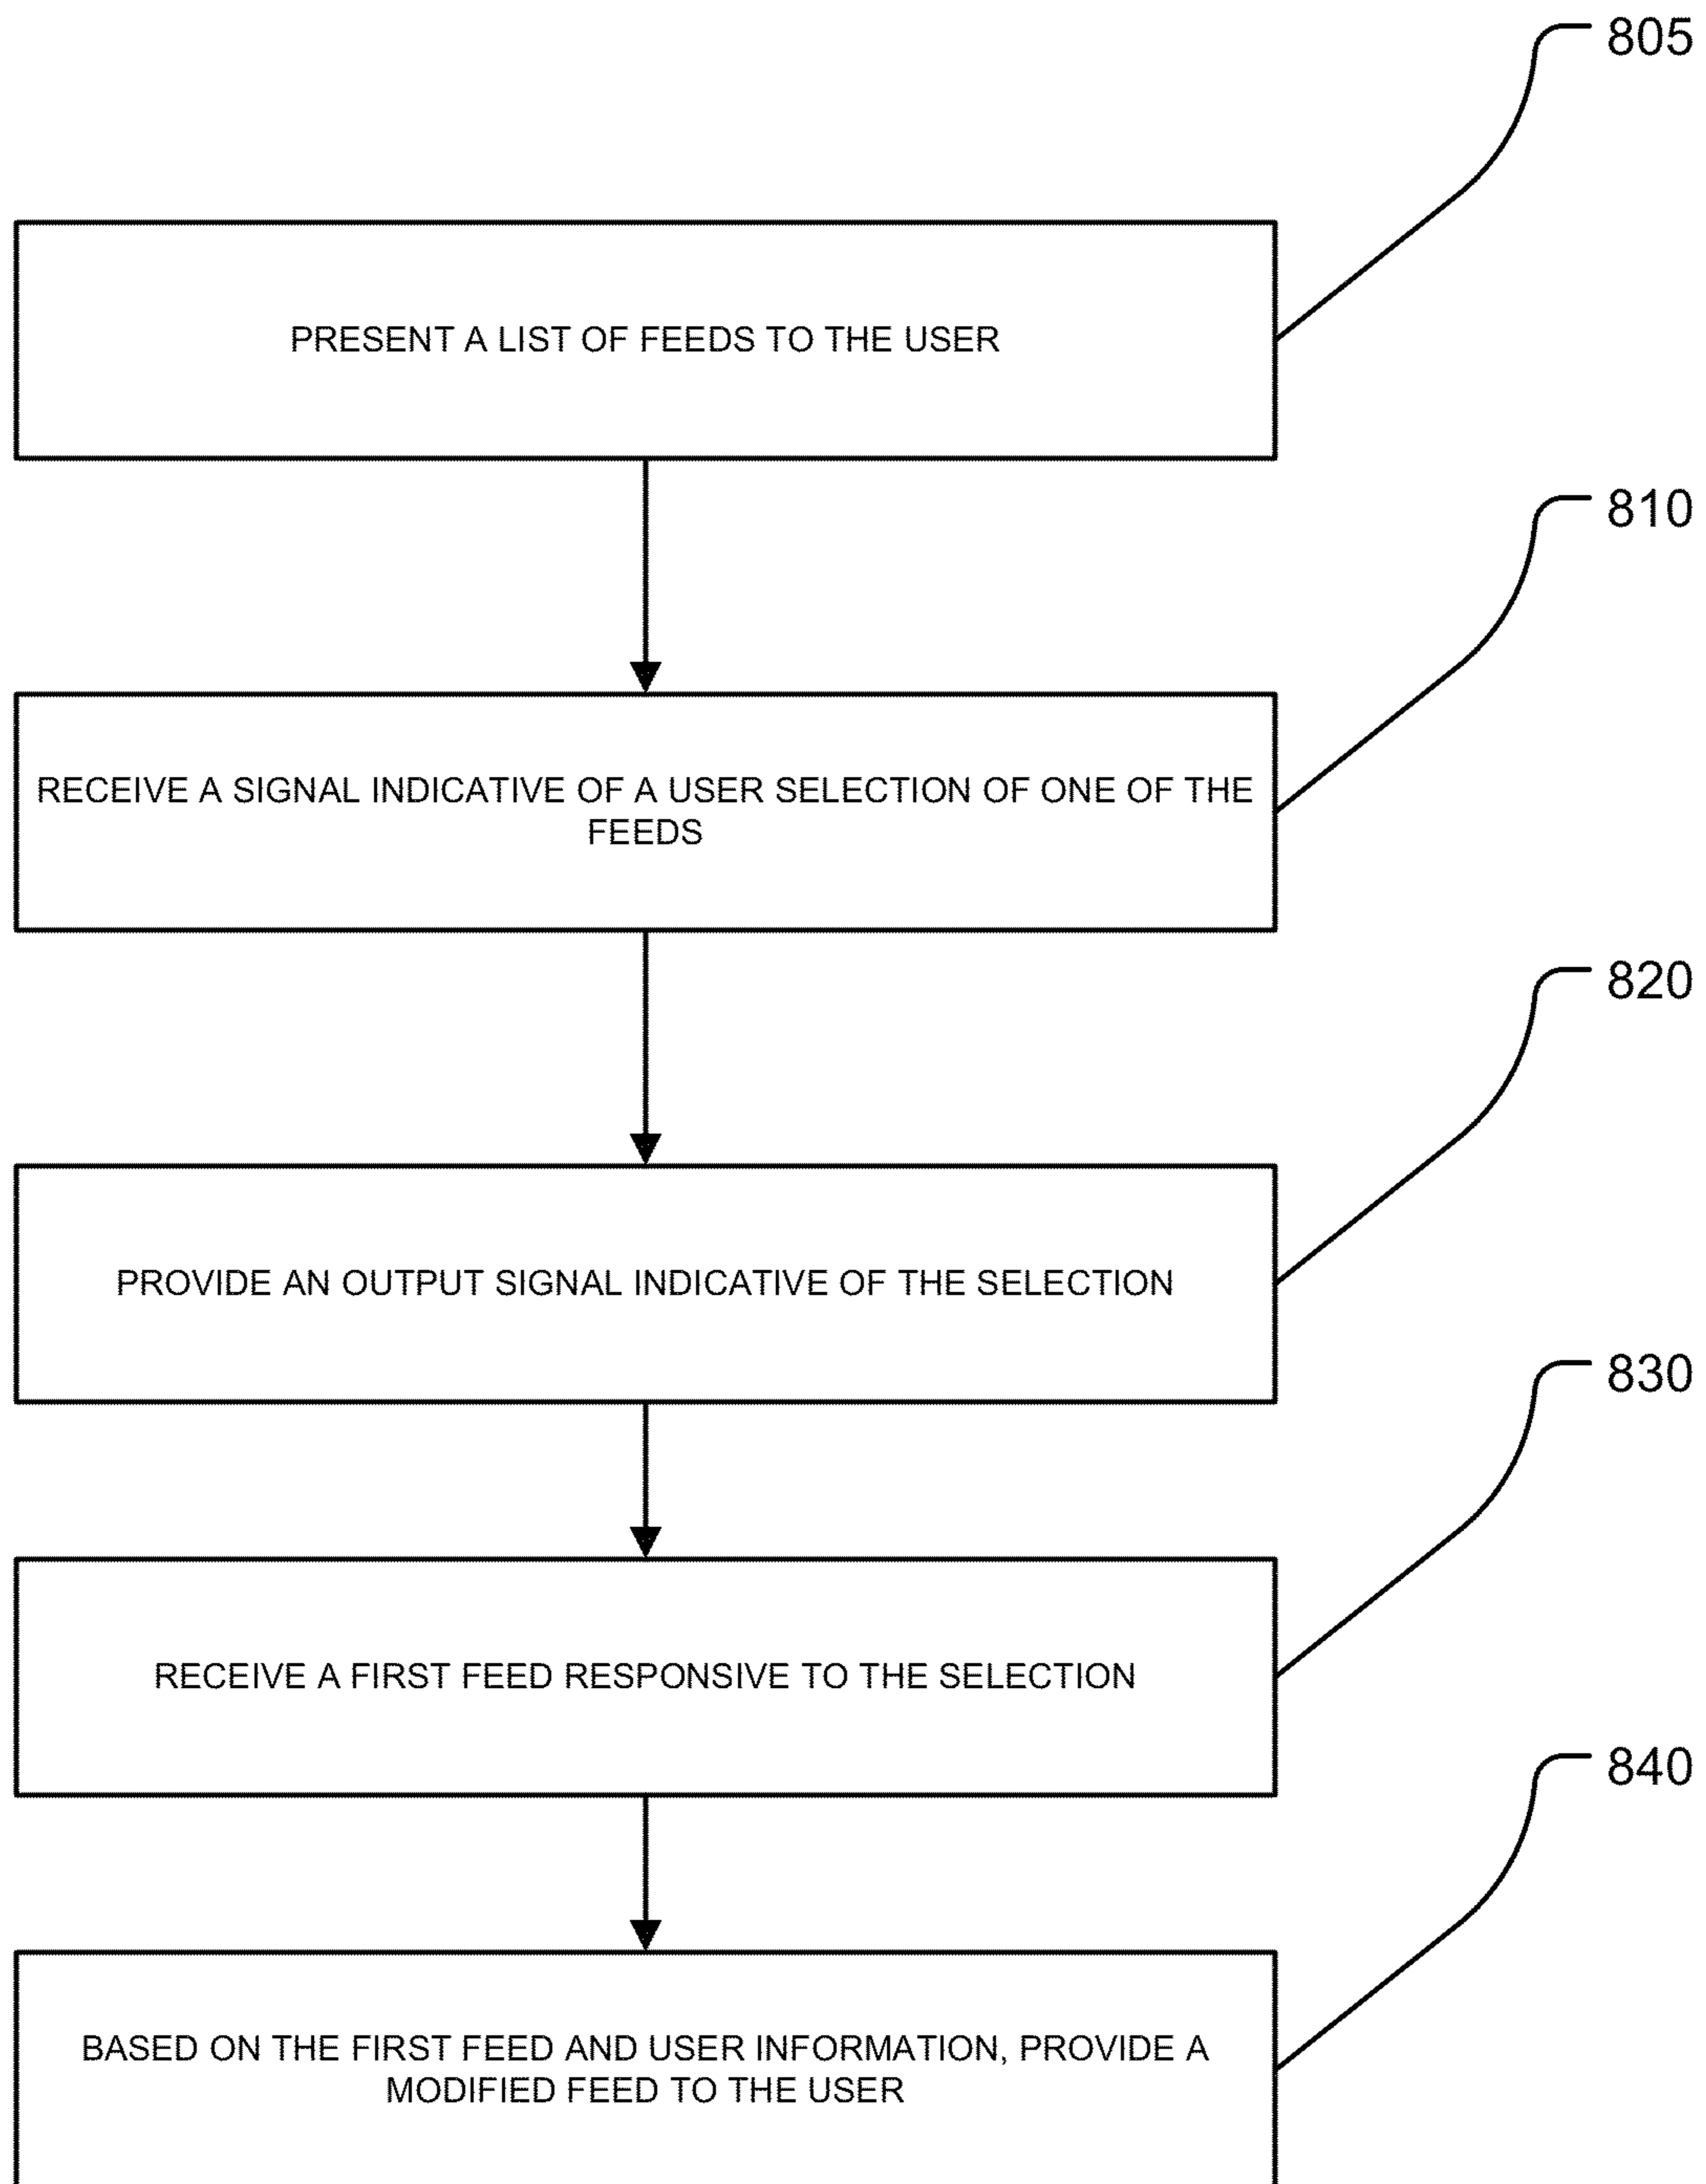 805
PRESENT A LIST OF FEEDS TO THE USER
810
RECEIVE A SIGNAL INDICATIVE OF A USER SELECTION OF ONE OF THE
FEEDS
820
PROVIDE AN OUTPUT SIGNAL INDICATIVE OF THE SELECTION
830
RECEIVE A FIRST FEED RESPONSIVE TO THE SELECTION
840
BASED ON THE FIRST FEED AND USER INFORMATION, PROVIDE A
MODIFIED FEED TO THE USER